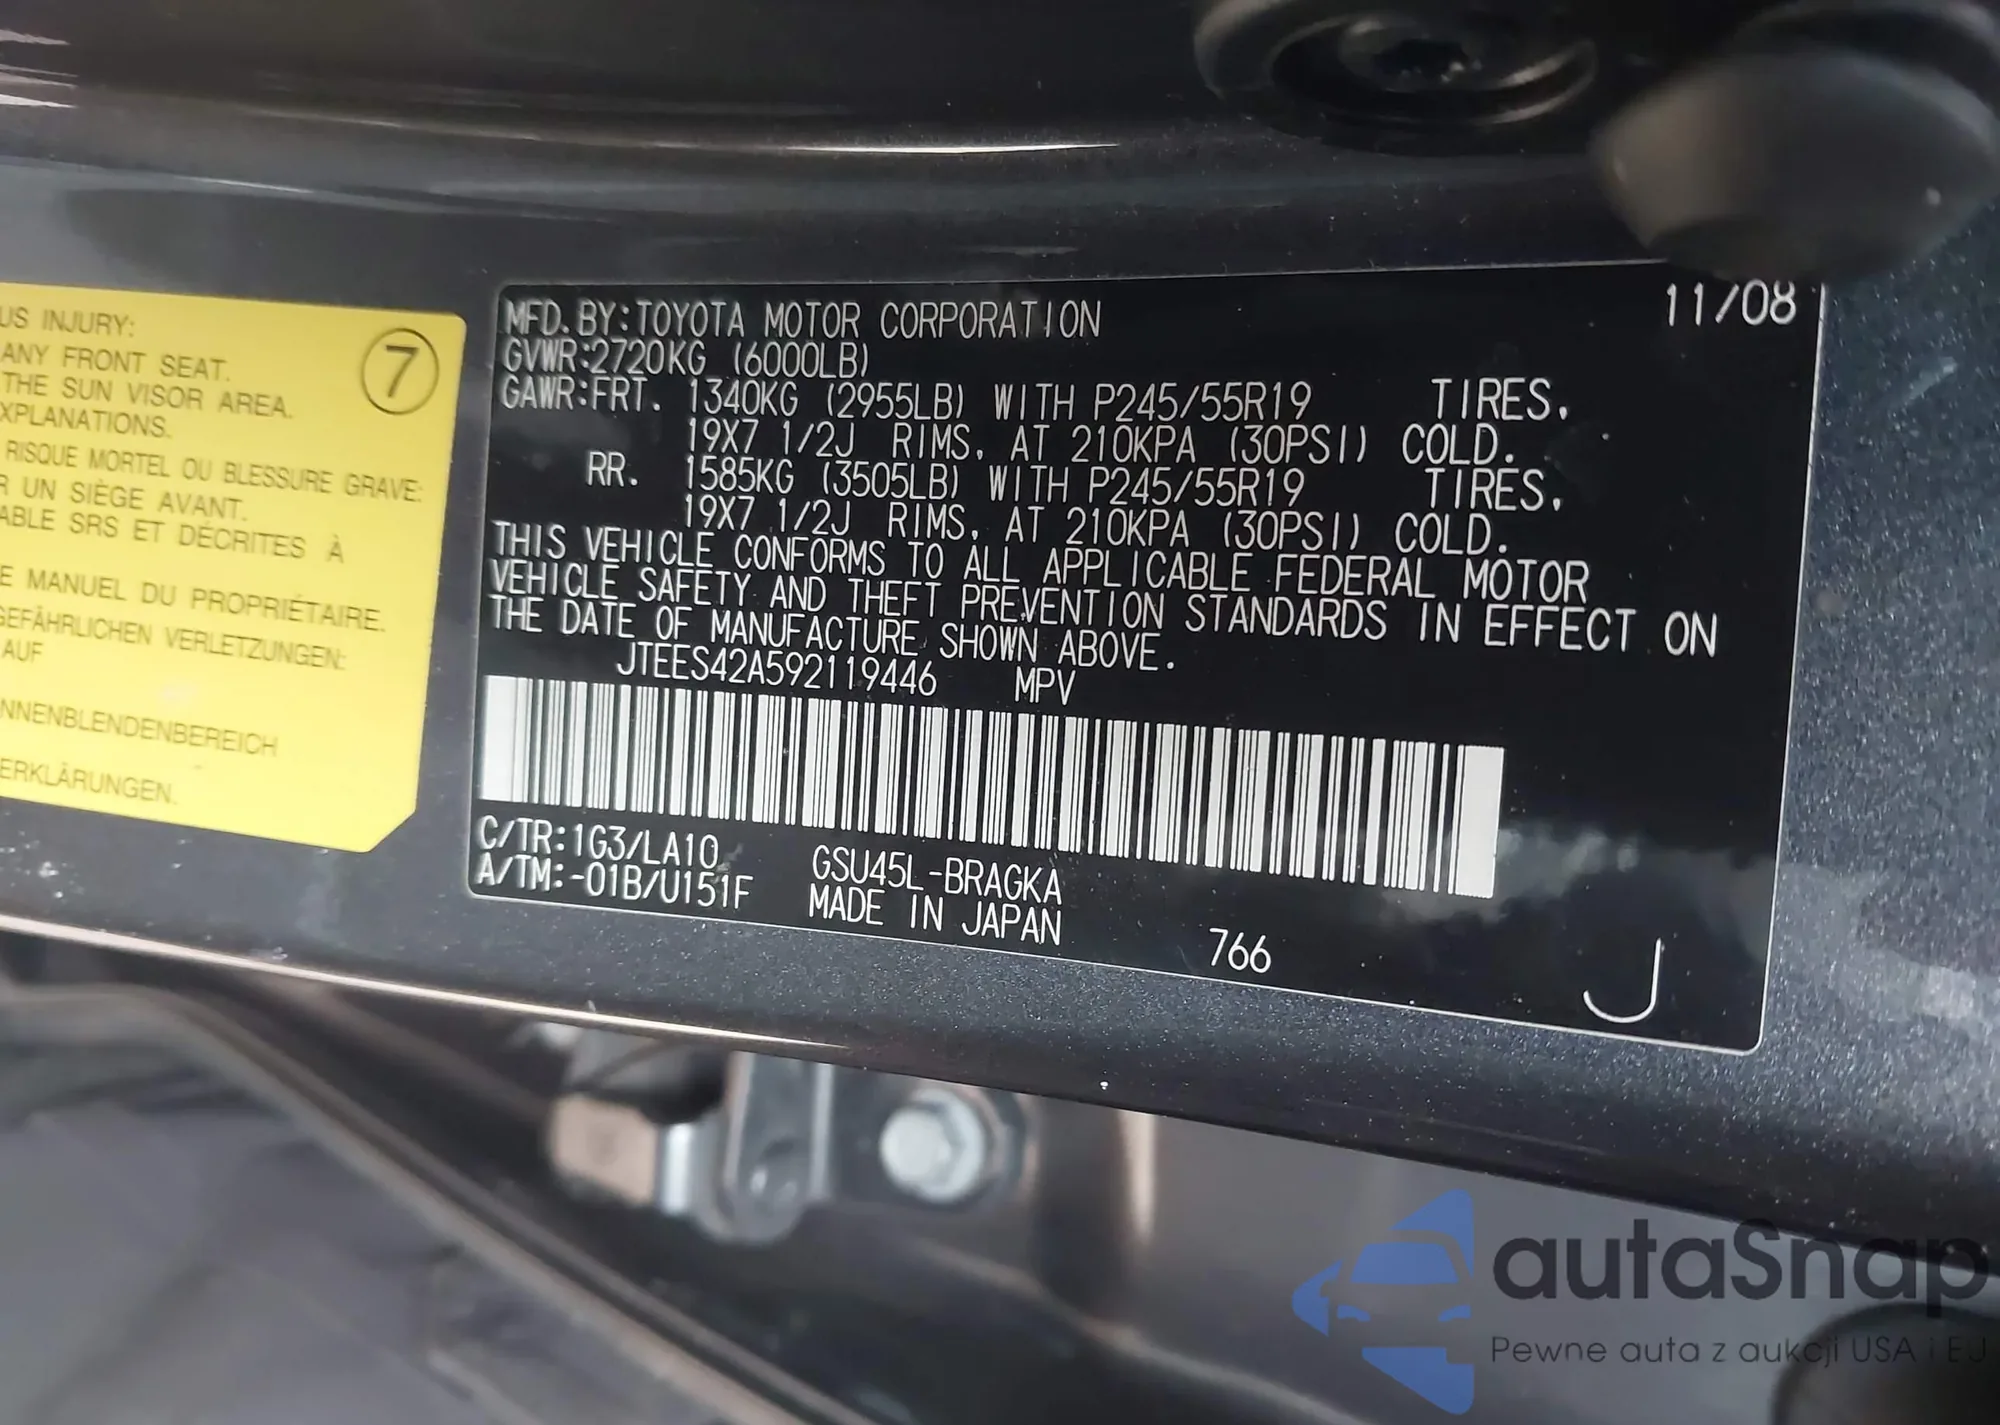 US INJURY:
ANY FRONT SEAT.
THE SUN VISOR AREA.
XPLANATIONS.
RISQUE MORTEL OU BLESSURE GRAVE:
R UN SIÈGE AVANT.
ABLE SRS ET DÉCRITES À
E MANUEL DU PROPRIÉTAIRE.
GEFÄHRLICHEN VERLETZUNGEN:
AUF
NNENBLENDENBEREICH
ERKLÄRUNGEN.
7
11/08
MFD. BY:TOYOTA MOTOR CORPORATION
GVWR:2720KG (6000LB)
GAWR:FRT. 1340KG (2955LB) WITH P245/55R19 TIRES.
19X7 1/2J RIMS, AT 210KPA (30PSI) COLD.
RR. 1585KG (3505LB) WITH P245/55R19 TIRES.
19X7 1/2J RIMS, AT 210KPA (30PSI) COLD.
THIS VEHICLE CONFORMS TO ALL APPLICABLE FEDERAL MOTOR
VEHICLE SAFETY AND THEFT PREVENTION STANDARDS IN EFFECT ON
THE DATE OF MANUFACTURE SHOWN ABOVE.
JTEES42A592119446 MPV
C/TR:1G3/LA10 GSU45L-BRAGKA
A/TM:-01B/U151F MADE IN JAPAN
766
J
autaSnap
Pewne auta z aukcji USA i EU